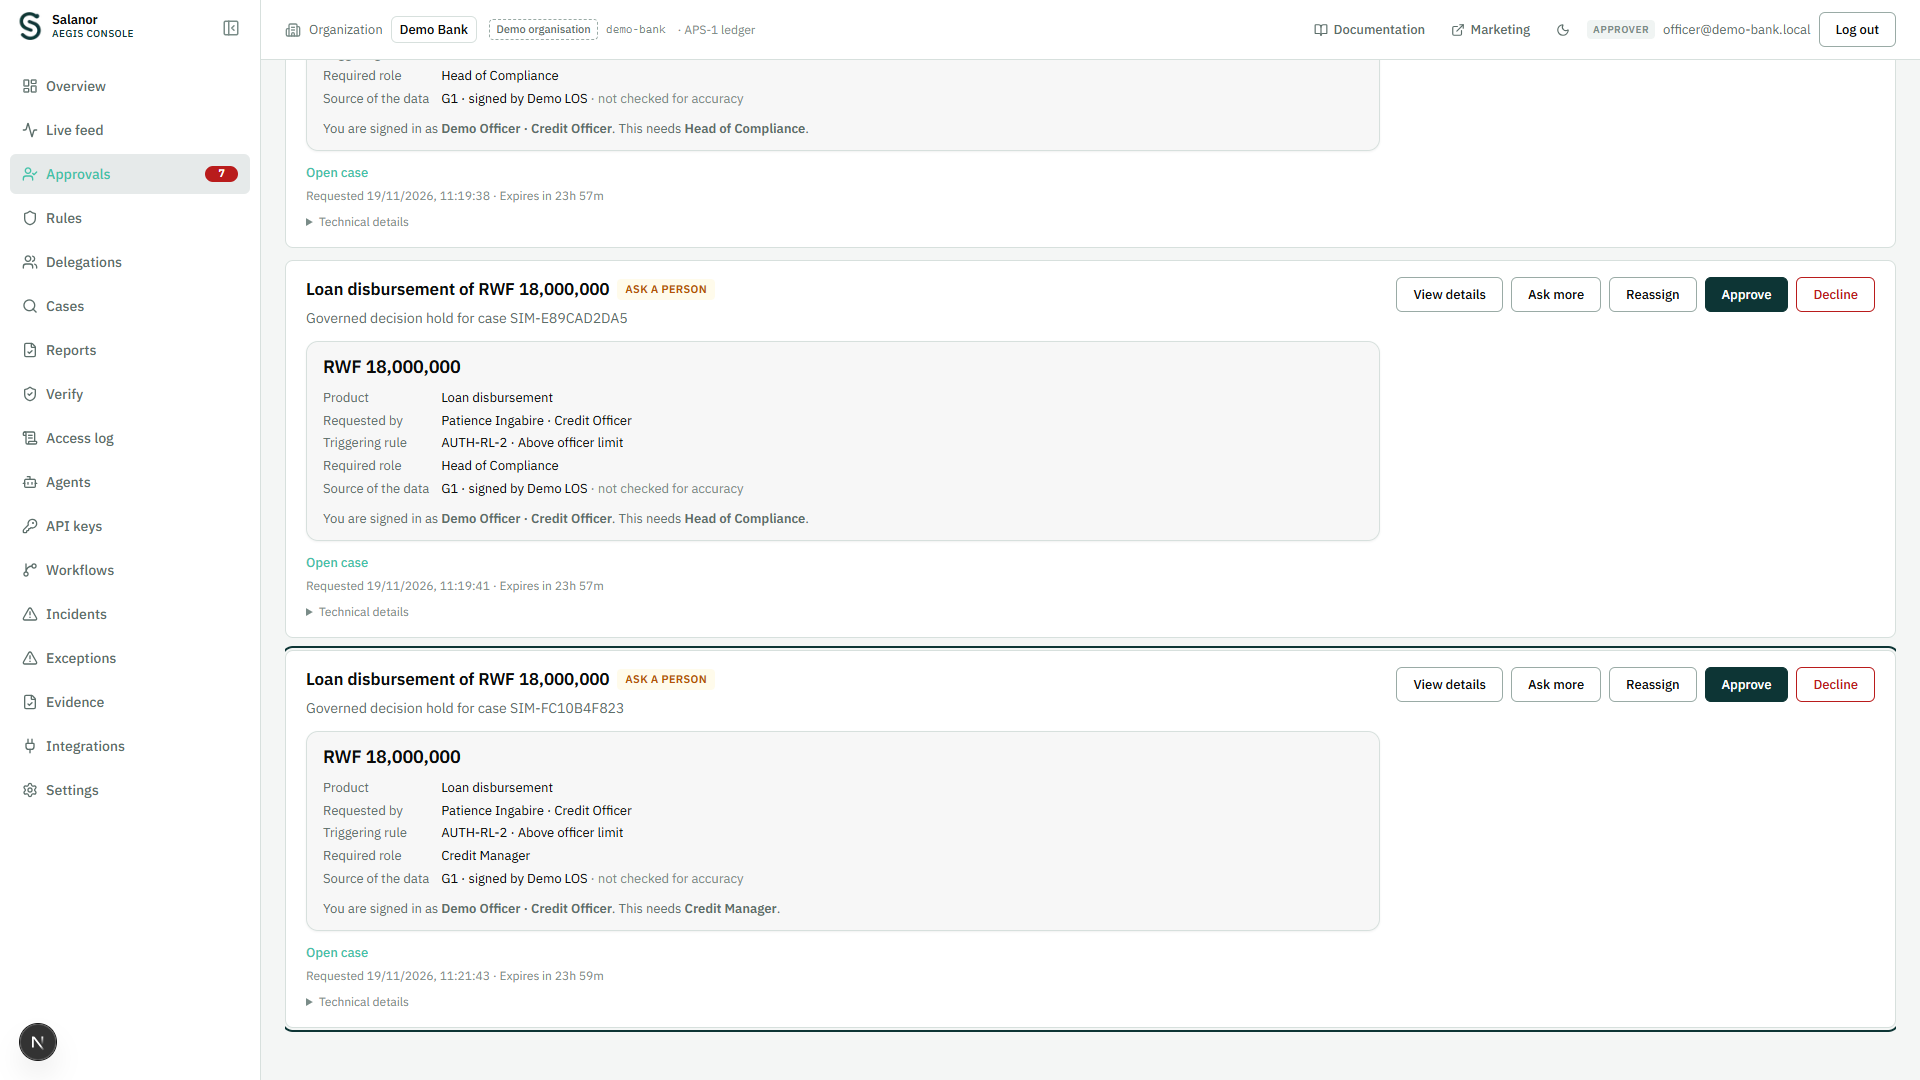 Salanor
AEGIS CONSOLE
Organization Demo Bank Demo organisation demo-bank · APS-1 ledger
Documentation Marketing APPROVER officer@demo-bank.local Log out
Overview
Live feed
Approvals 7
Rules
Delegations
Cases
Reports
Verify
Access log
Agents
API keys
Workflows
Incidents
Exceptions
Evidence
Integrations
Settings
N
Required role Head of Compliance
Source of the data G1 · signed by Demo LOS · not checked for accuracy
You are signed in as Demo Officer · Credit Officer. This needs Head of Compliance.
Open case
Requested 19/11/2026, 11:19:38 · Expires in 23h 57m
Technical details
Loan disbursement of RWF 18,000,000 ASK A PERSON
View details Ask more Reassign Approve Decline
Governed decision hold for case SIM-E89CAD2DA5
RWF 18,000,000
Product Loan disbursement
Requested by Patience Ingabire · Credit Officer
Triggering rule AUTH-RL-2 · Above officer limit
Required role Head of Compliance
Source of the data G1 · signed by Demo LOS · not checked for accuracy
You are signed in as Demo Officer · Credit Officer. This needs Head of Compliance.
Open case
Requested 19/11/2026, 11:19:41 · Expires in 23h 57m
Technical details
Loan disbursement of RWF 18,000,000 ASK A PERSON
View details Ask more Reassign Approve Decline
Governed decision hold for case SIM-FC10B4F823
RWF 18,000,000
Product Loan disbursement
Requested by Patience Ingabire · Credit Officer
Triggering rule AUTH-RL-2 · Above officer limit
Required role Credit Manager
Source of the data G1 · signed by Demo LOS · not checked for accuracy
You are signed in as Demo Officer · Credit Officer. This needs Credit Manager.
Open case
Requested 19/11/2026, 11:21:43 · Expires in 23h 59m
Technical details